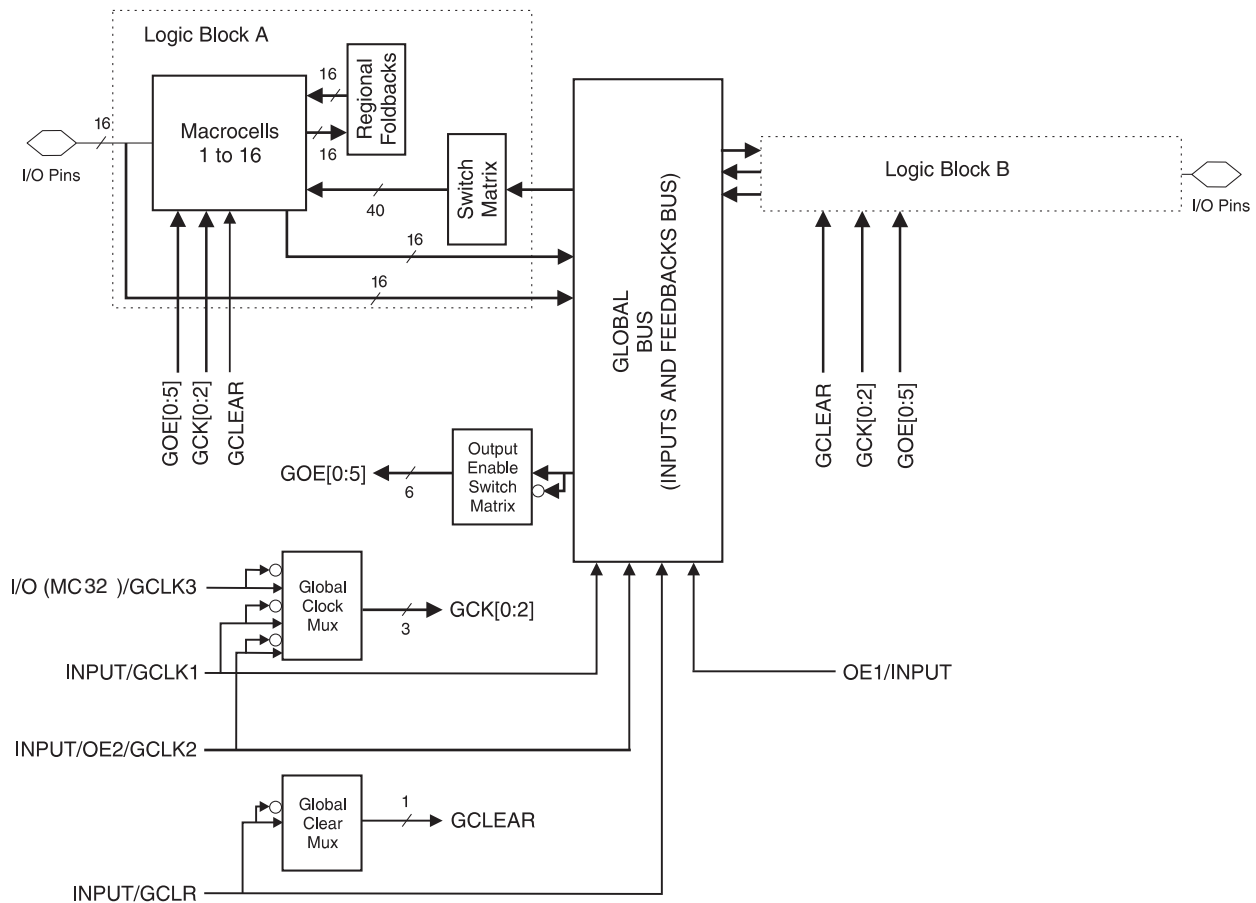 Logic Block A
16
Regional
Foldbacks
16
Macrocells
1 to 16
16
I/O Pins
Switch
Matrix
40
16
16
GOE[0:5]
GCK[0:2]
GCLEAR
GLOBAL
BUS
(INPUTS AND FEEDBACKS BUS)
Logic Block B
I/O Pins
GCLEAR
GCK[0:2]
GOE[0:5]
GOE[0:5]
6
Output
Enable
Switch
Matrix
I/O (MC32 )/GCLK3
Global
Clock
Mux
3
GCK[0:2]
INPUT/GCLK1
OE1/INPUT
INPUT/OE2/GCLK2
Global
Clear
Mux
1
GCLEAR
INPUT/GCLR